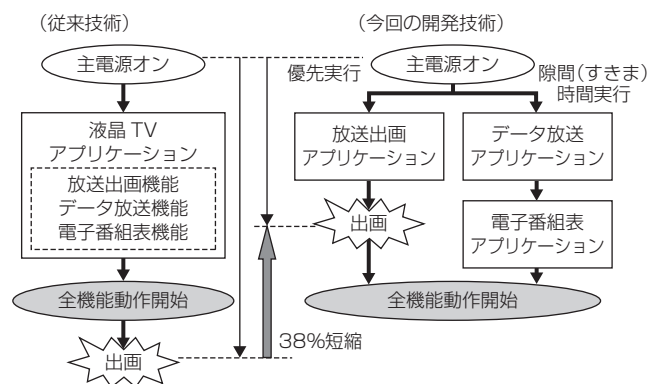 （従来技術）
主電源オン
液晶 TV
アプリケーション
放送出画機能
データ放送機能
電子番組表機能
全機能動作開始
出画
38%短縮
（今回の開発技術）
優先実行
主電源オン
隙間（すきま）
時間実行
放送出画
アプリケーション
データ放送
アプリケーション
出画
電子番組表
アプリケーション
全機能動作開始